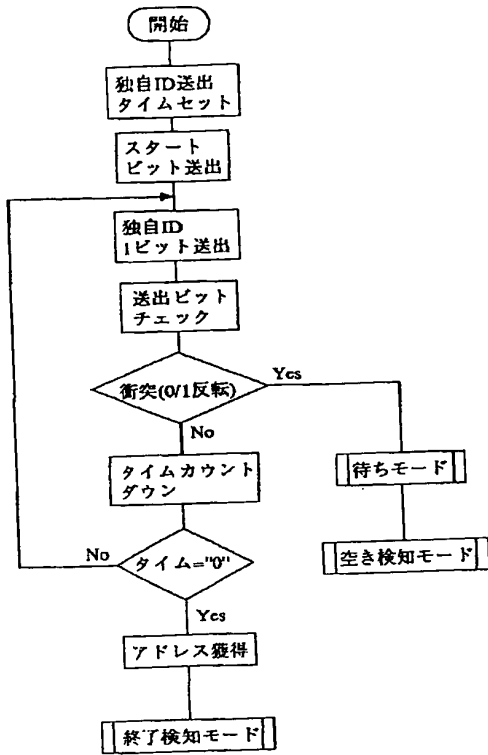 開始
独自ID送出
タイムセット
スタート
ビット送出
独自ID
1ビット送出
送出ビット
チェック
衝突(0/1反転)
Yes
No
タイムカウント
ダウン
待ちモード
空き検知モード
No
タイム="0"
Yes
アドレス獲得
終了検知モード